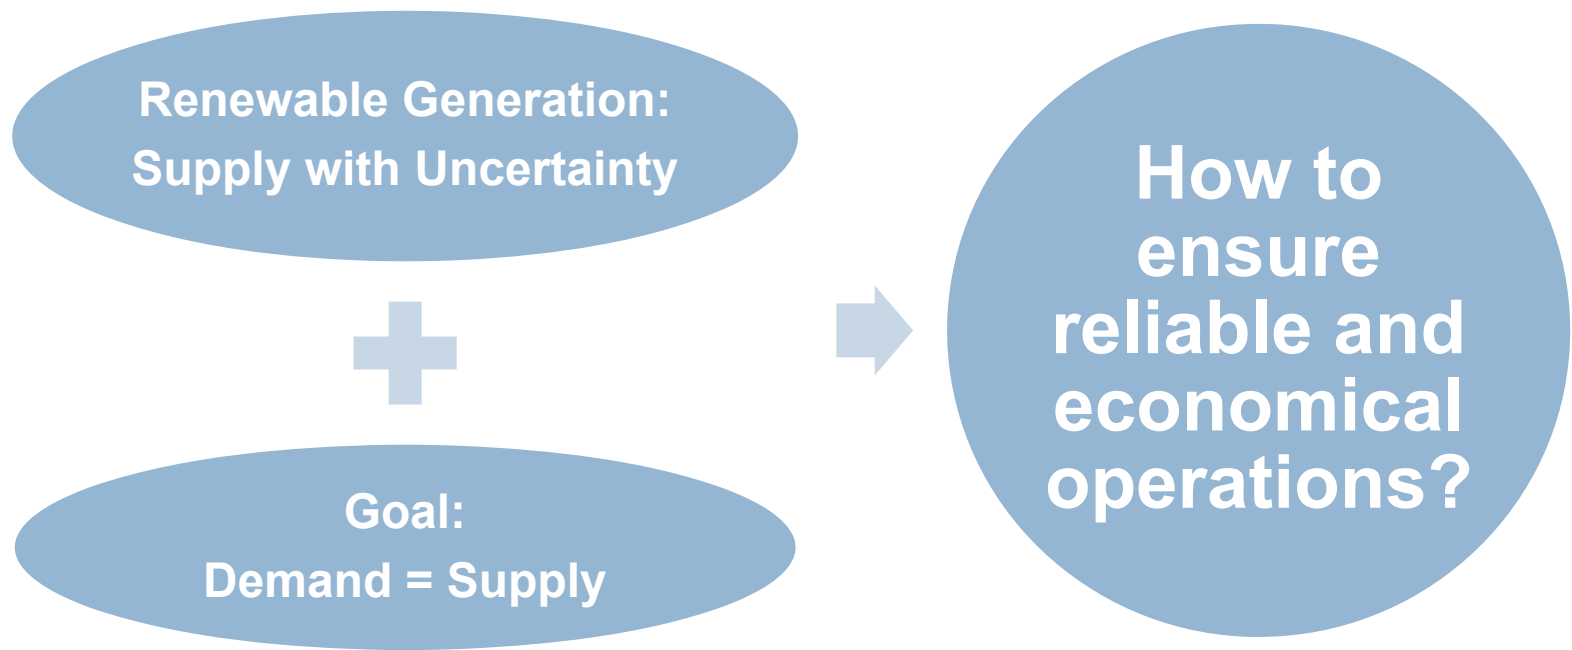 Renewable Generation:
Supply with Uncertainty
Goal:
Demand = Supply
How to
ensure
reliable and
economical
operations?